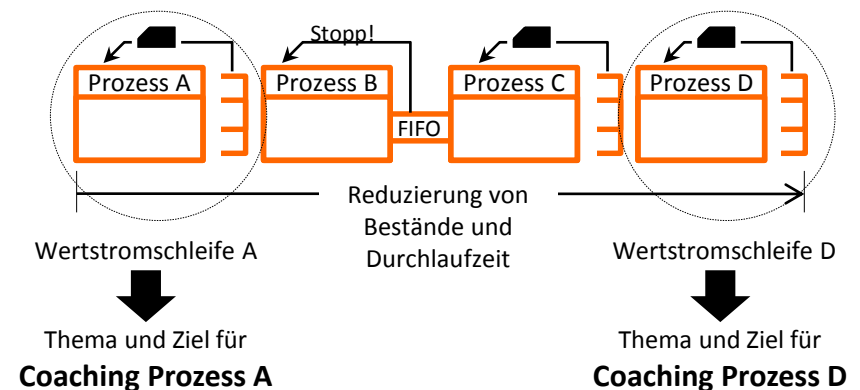 Stopp!
Prozess A
Prozess B
Prozess C
Prozess D
FIFO
Reduzierung von
Bestände und
Durchlaufzeit
Wertstromschleife A
Wertstromschleife D
Thema und Ziel für
Coaching Prozess A
Thema und Ziel für
Coaching Prozess D